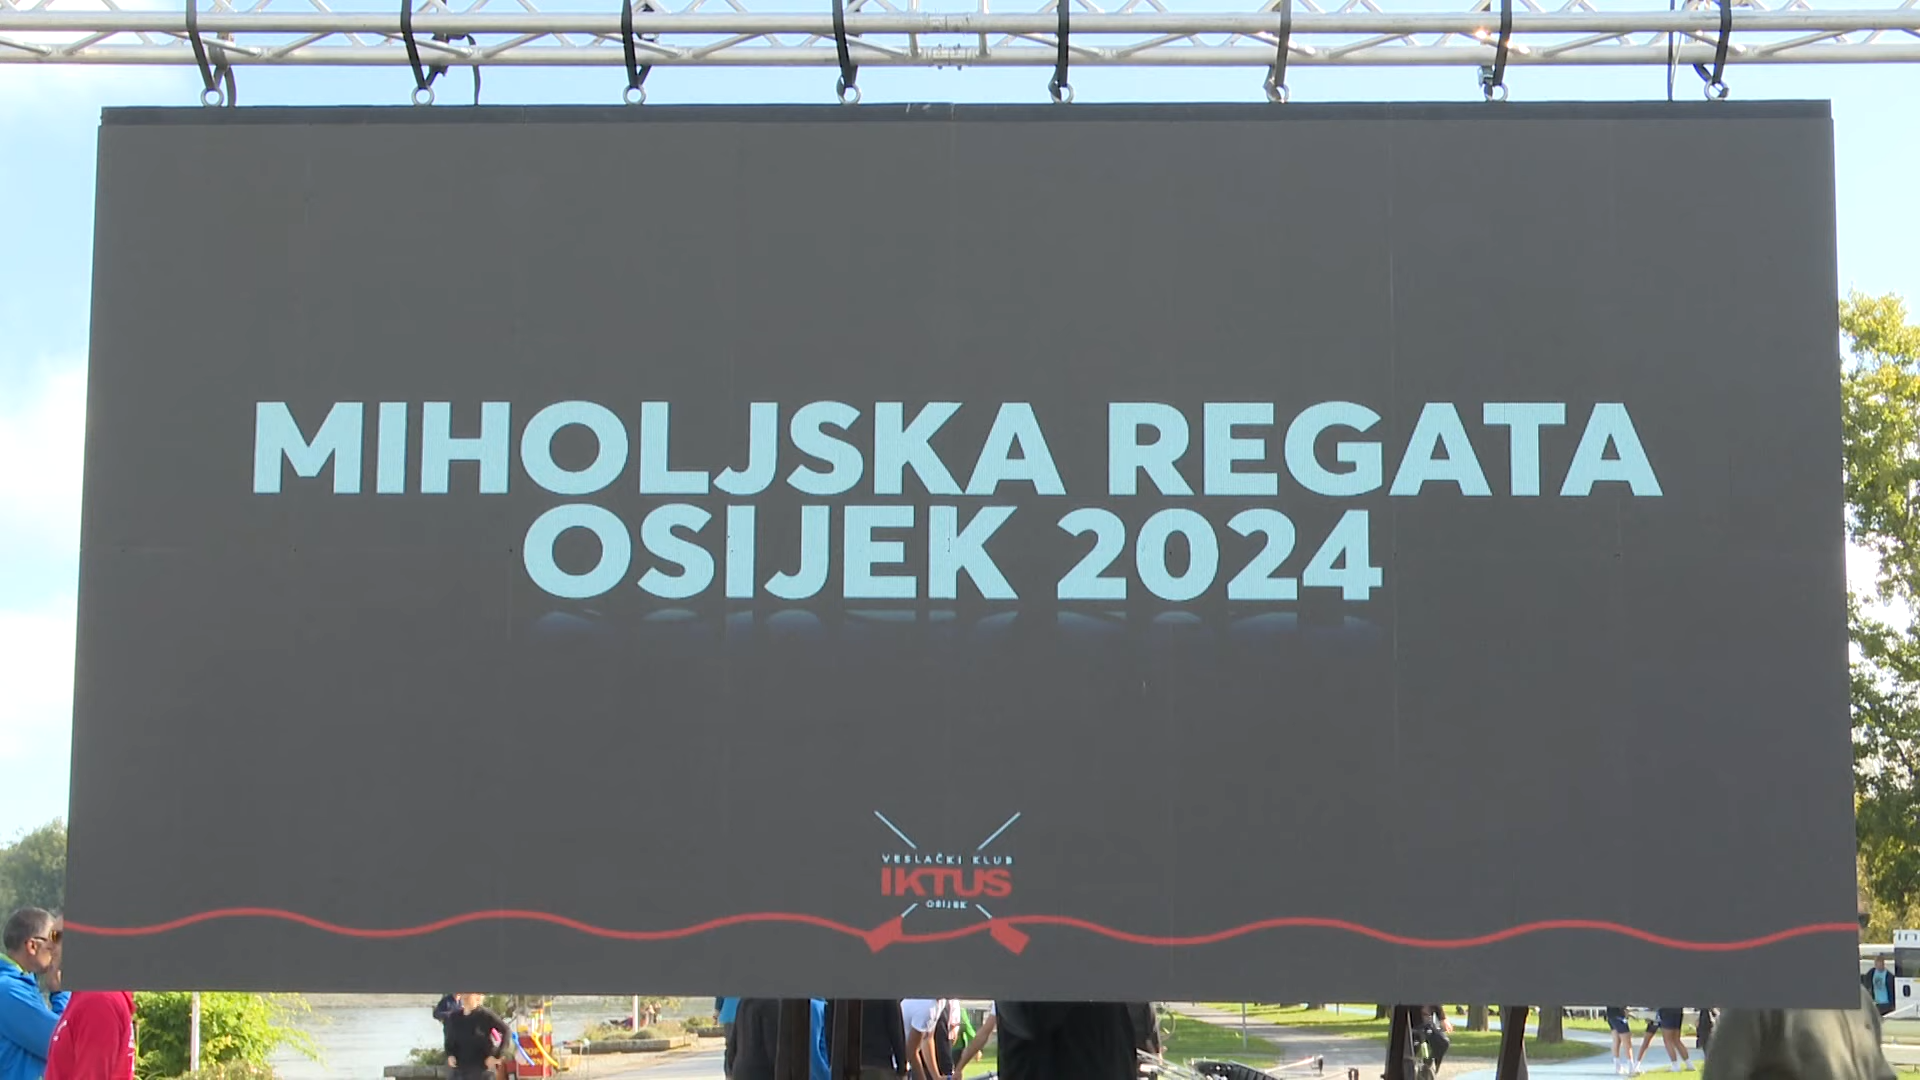 MIHOLJSKA REGATA
OSIJEK 2024
VESLAČKI KLUB
IKTUS
OSIJEK